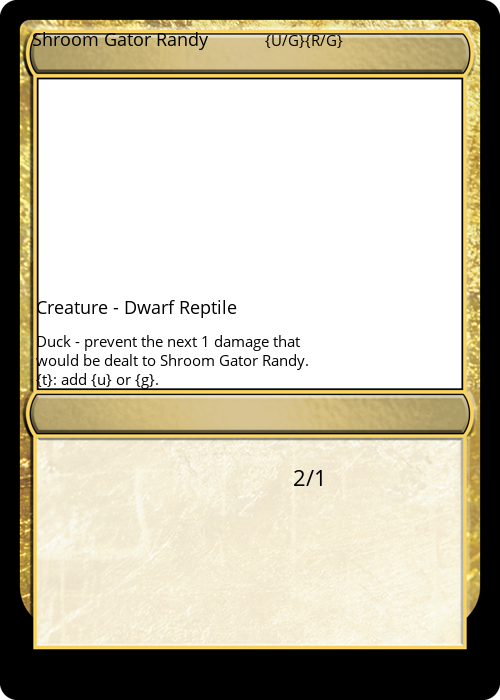 Shroom Gator Randy {U/G}{R/G}
Creature - Dwarf Reptile
Duck - prevent the next 1 damage that
would be dealt to Shroom Gator Randy.
{t}: add {u} or {g}.
2/1